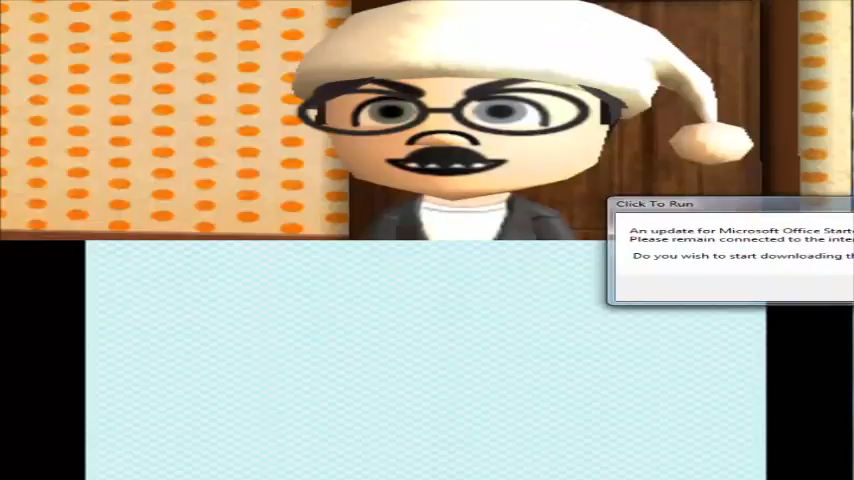 Click To Run
An update for Microsoft Office
Please remain connected to the
Do you wish to start downloading